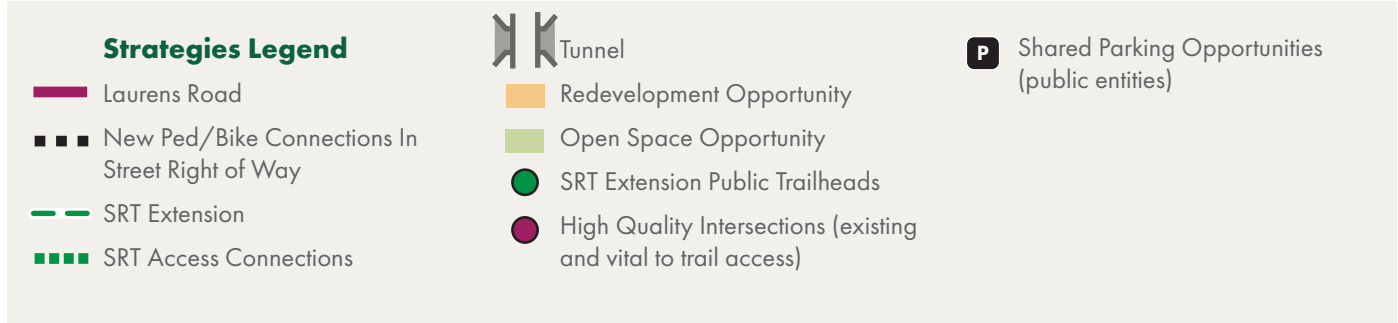 Strategies Legend
Laurens Road
New Ped/Bike Connections In
Street Right of Way
SRT Extension
SRT Access Connections
Tunnel
Redevelopment Opportunity
Open Space Opportunity
SRT Extension Public Trailheads
High Quality Intersections (existing
and vital to trail access)
P
Shared Parking Opportunities
(public entities)